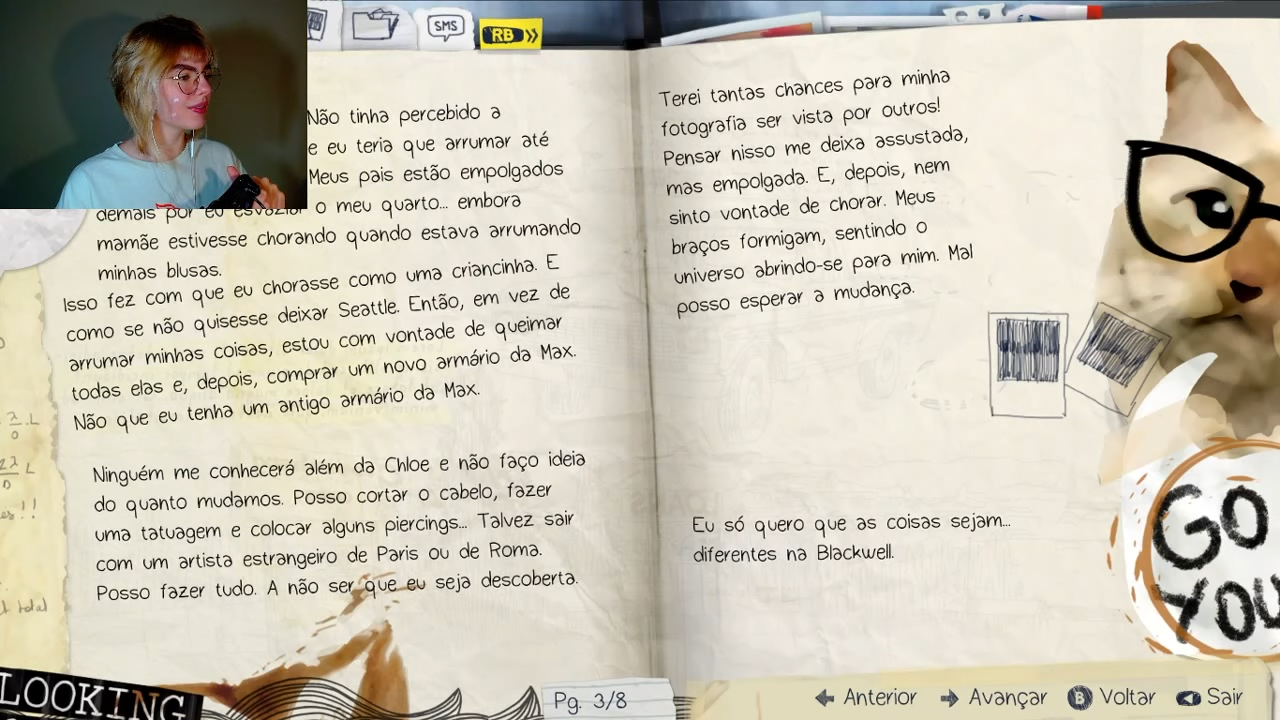 SMS
RB
Não tinha percebido a
e eu teria que arrumar até
Meus pais estão empolgados
demais por eu esvaziar o meu quarto... embora
mamãe estivesse chorando quando estava arrumando
minhas blusas.
Isso fez com que eu chorasse como uma criancinha. E
como se não quisesse deixar Seattle. Então, em vez de
arrumar minhas coisas, estou com vontade de queimar
todas elas e, depois, comprar um novo armário da Max.
Não que eu tenha um antigo armário da Max.
Ninguém me conhecerá além da Chloe e não faço ideia
do quanto mudamos. Posso cortar o cabelo, fazer
uma tatuagem e colocar alguns piercings... Talvez sair
com um artista estrangeiro de Paris ou de Roma.
Posso fazer tudo. A não ser que eu seja descoberta.
LOOKING
Terei tantas chances para minha
fotografia ser vista por outros!
Pensar nisso me deixa assustada,
mas empolgada. E, depois, nem
sinto vontade de chorar. Meus
braços formigam, sentindo o
universo abrindo-se para mim. Mal
posso esperar a mudança.
Eu só quero que as coisas sejam...
diferentes na Blackwell.
GO
YOU
Pg. 3/8
Anterior
Avançar
B Voltar
Sair